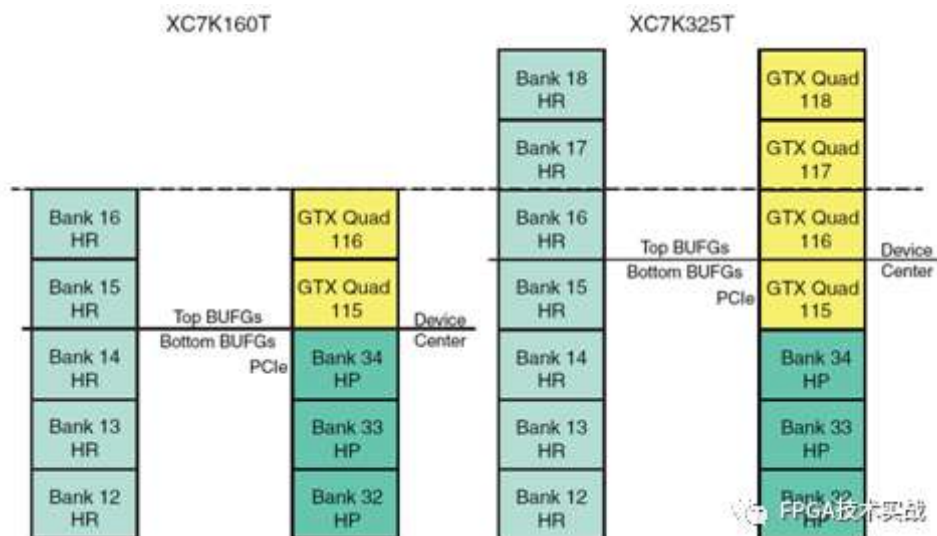 XC7K160T
Bank 16
HR
Bank 15
HR
Bank 14
HR
Bank 13
HR
Bank 12
HR
Top BUFGs
Bottom BUFGs
PCIe
GTX Quad
116
GTX Quad
115
Bank 34
HP
Bank 33
HP
Bank 32
HP
Device
Center
XC7K325T
Bank 18
HR
Bank 17
HR
Bank 16
HR
Bank 15
HR
Bank 14
HR
Bank 13
HR
Bank 12
HR
Top BUFGs
Bottom BUFGs
PCIe
GTX Quad
118
GTX Quad
117
GTX Quad
116
GTX Quad
115
Bank 34
HP
Bank 33
HP
Bank 32
HP
Device
Center
FPGA技术实战